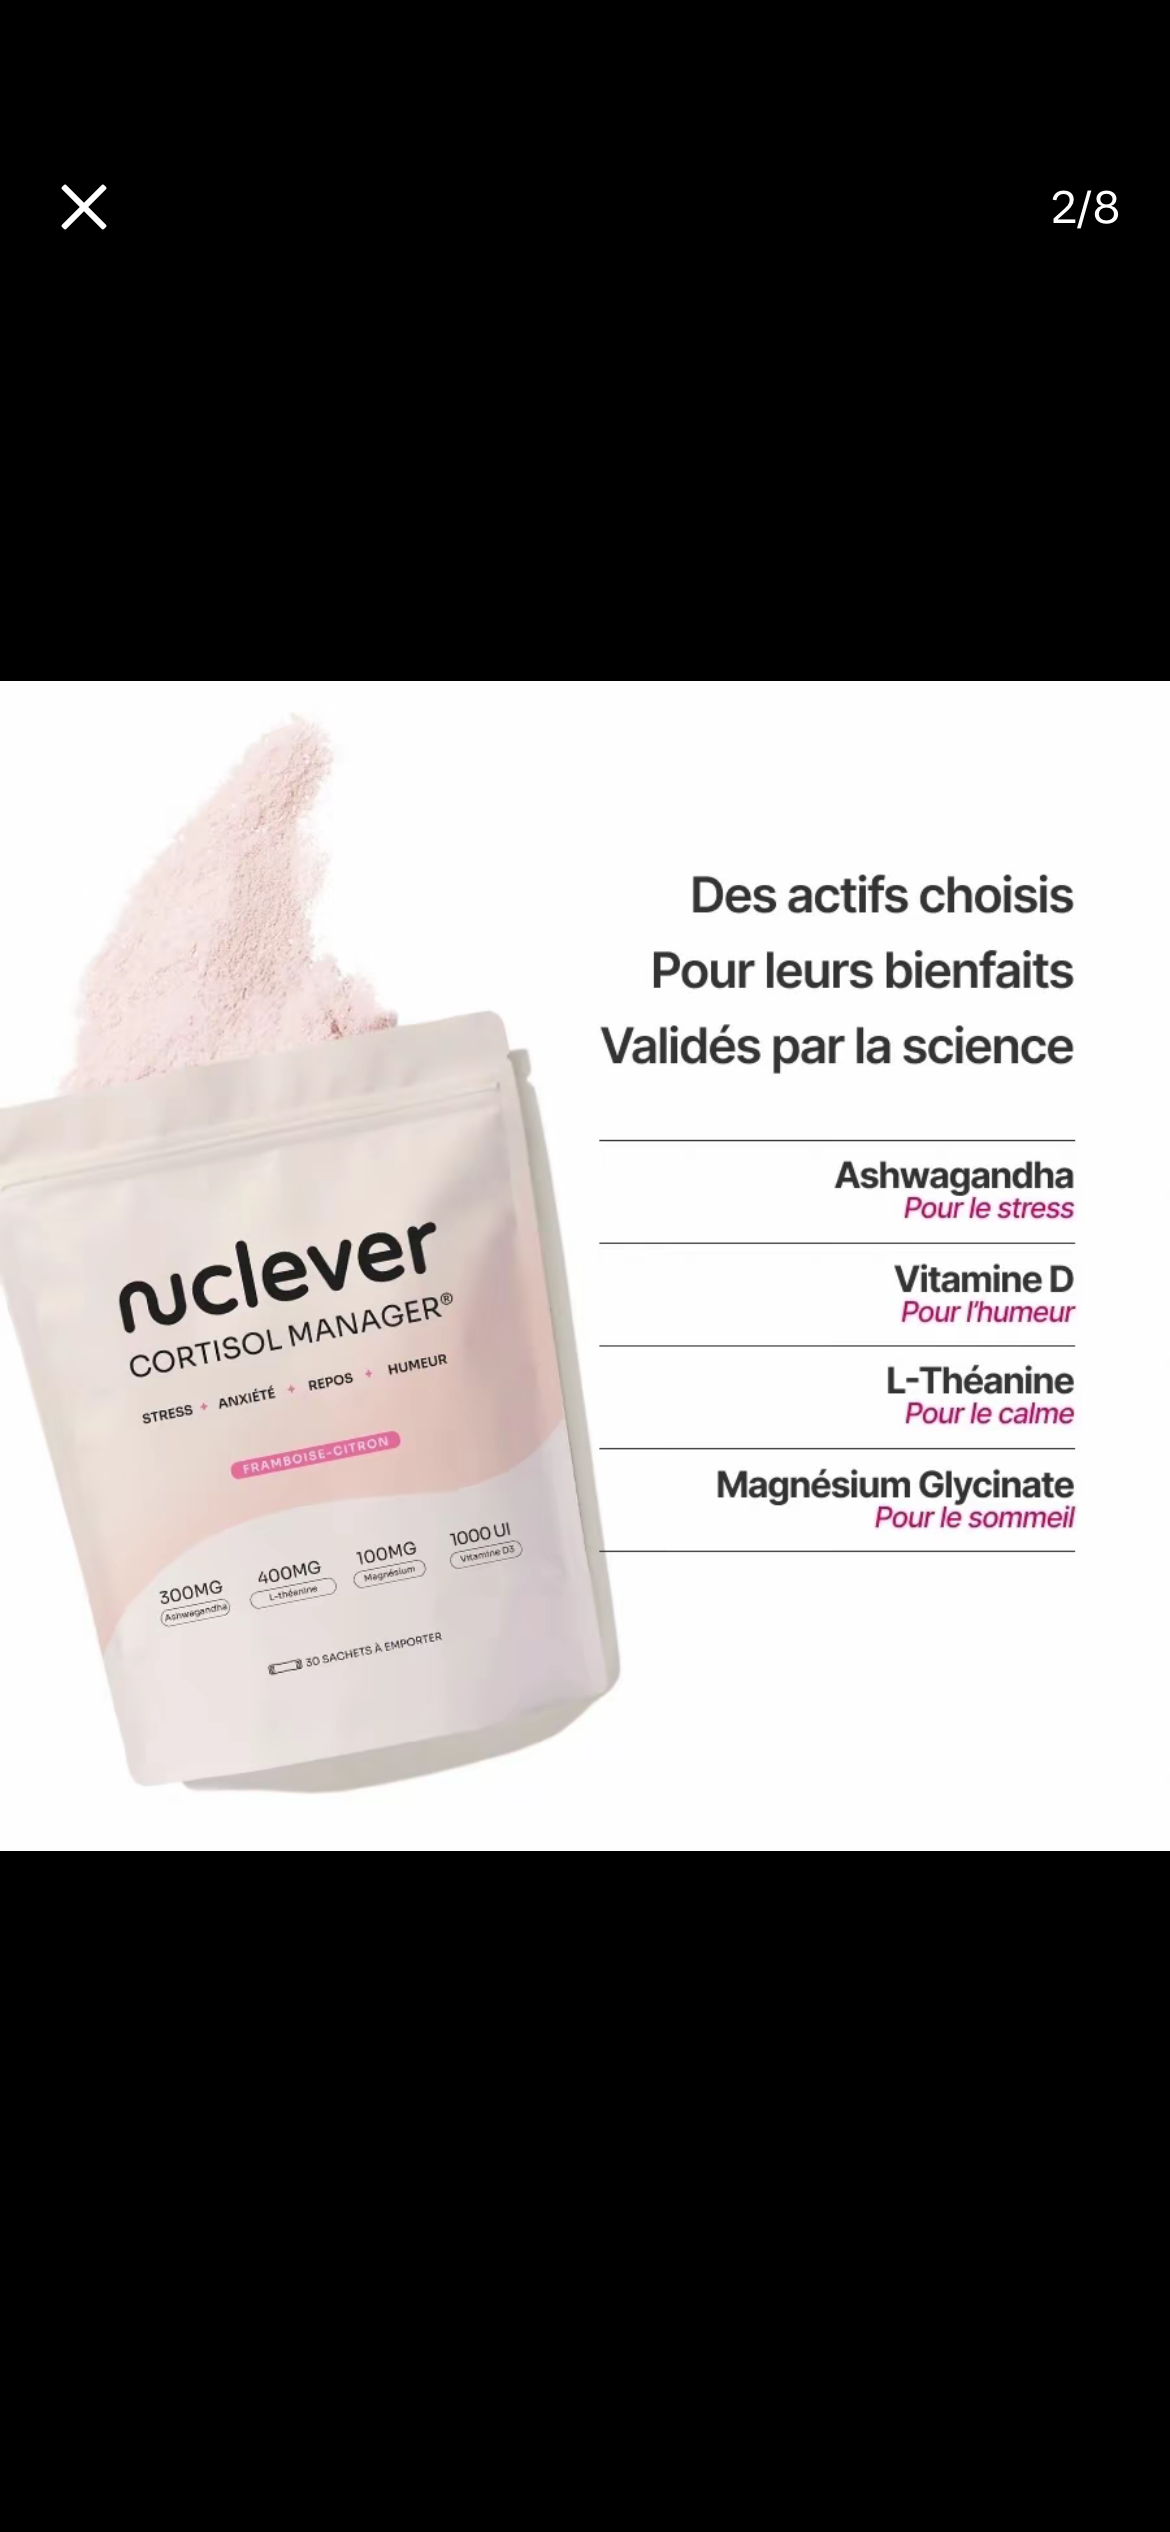 2/8
Des actifs choisis
Pour leurs bienfaits
Validés par la science
Ashwagandha
Pour le stress
Vitamine D
Pour l'humeur
L-Théanine
Pour le calme
Magnésium Glycinate
Pour le sommeil
nuclever
CORTISOL MANAGER®
STRESS + ANXIÉTÉ + REPOS + HUMEUR
FRAMBOISE-CITRON
300MG 400MG 100MG 1000 UI
Ashwagandha L-théanine Magnésium Vitamine D3
30 SACHETS À EMPORTER